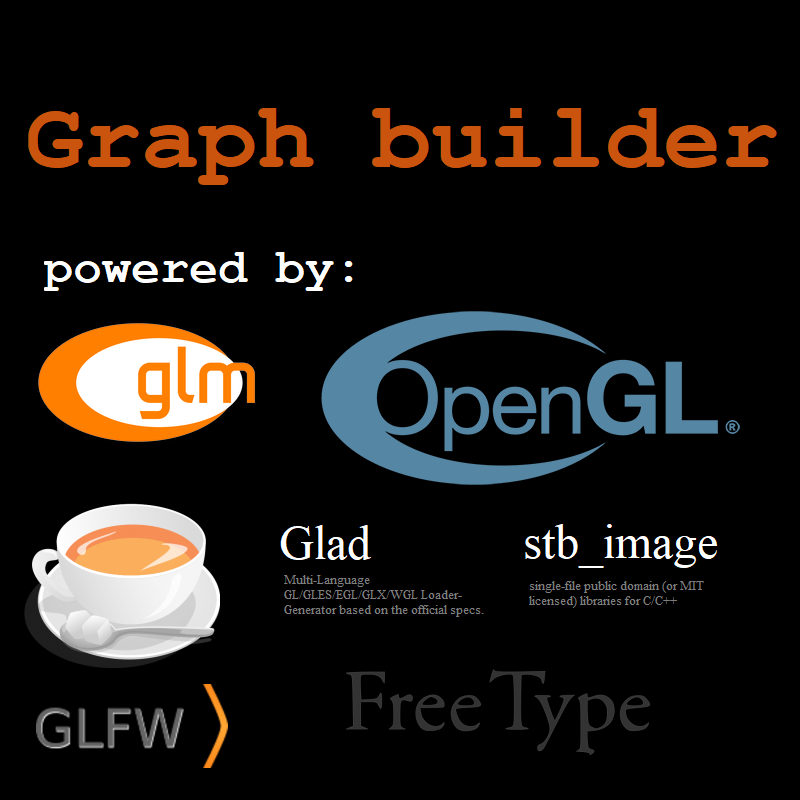 Graph builder
powered by:
glm
OpenGL®
Glad
stb_image
Multi-Language
GL/GLES/EGL/GLX/WGL Loader-
Generator based on the official specs.
single-file public domain (or MIT
licensed) libraries for C/C++
GLFW
FreeType